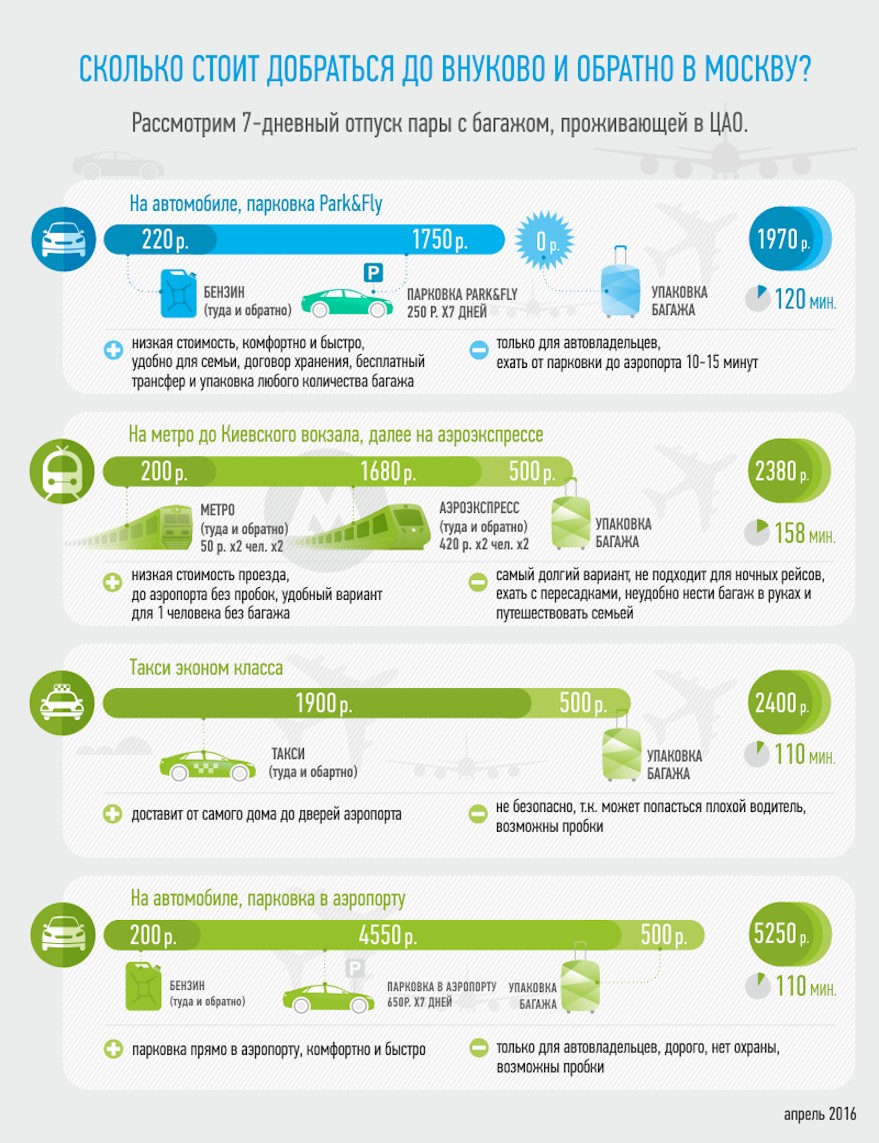 СКОЛЬКО СТОИТ ДОБРАТЬСЯ ДО ВНУКОВО И ОБРАТНО В МОСКВУ?
Рассмотрим 7-дневный отпуск пары с багажом, проживающей в ЦАО.
На автомобиле, парковка Park&Fly
220 р.
1750 р.
0 р.
1970 р.
БЕНЗИН
(туда и обратно)
P
ПАРКОВКА PARK&FLY
250 Р. X7 ДНЕЙ
УПАКОВКА
БАГАЖА
120 МИН.
низкая стоимость, комфортно и быстро,
удобно для семьи, договор хранения, бесплатный
трансфер и упаковка любого количества багажа
только для автовладельцев,
ехать от парковки до аэропорта 10-15 минут
На метро до Киевского вокзала, далее на аэроэкспрессе
200 р.
1680 р.
500 р.
2380 р.
МЕТРО
(туда и обратно)
50 р. x2 чел. x2
АЭРОЭКСПРЕСС
(туда и обратно)
420 р. x2 чел. x2
УПАКОВКА
БАГАЖА
158 МИН.
низкая стоимость проезда,
до аэропорта без пробок, удобный вариант
для 1 человека без багажа
самый долгий вариант, не подходит для ночных рейсов,
ехать с пересадками, неудобно нести багаж в руках и
путешествовать семьей
Такси эконом класса
1900 р.
500 р.
2400 р.
ТАКСИ
(туда и обартно)
УПАКОВКА
БАГАЖА
110 МИН.
доставит от самого дома до дверей аэропорта
не безопасно, т.к. может попасться плохой водитель,
возможны пробки
На автомобиле, парковка в аэропорту
200 р.
4550 р.
500 р.
5250 р.
БЕНЗИН
(туда и обратно)
P
ПАРКОВКА В АЭРОПОРТУ
650Р. X7 ДНЕЙ
УПАКОВКА
БАГАЖА
110 МИН.
парковка прямо в аэропорту, комфортно и быстро
только для автовладельцев, дорого, нет охраны,
возможны пробки
апрель 2016